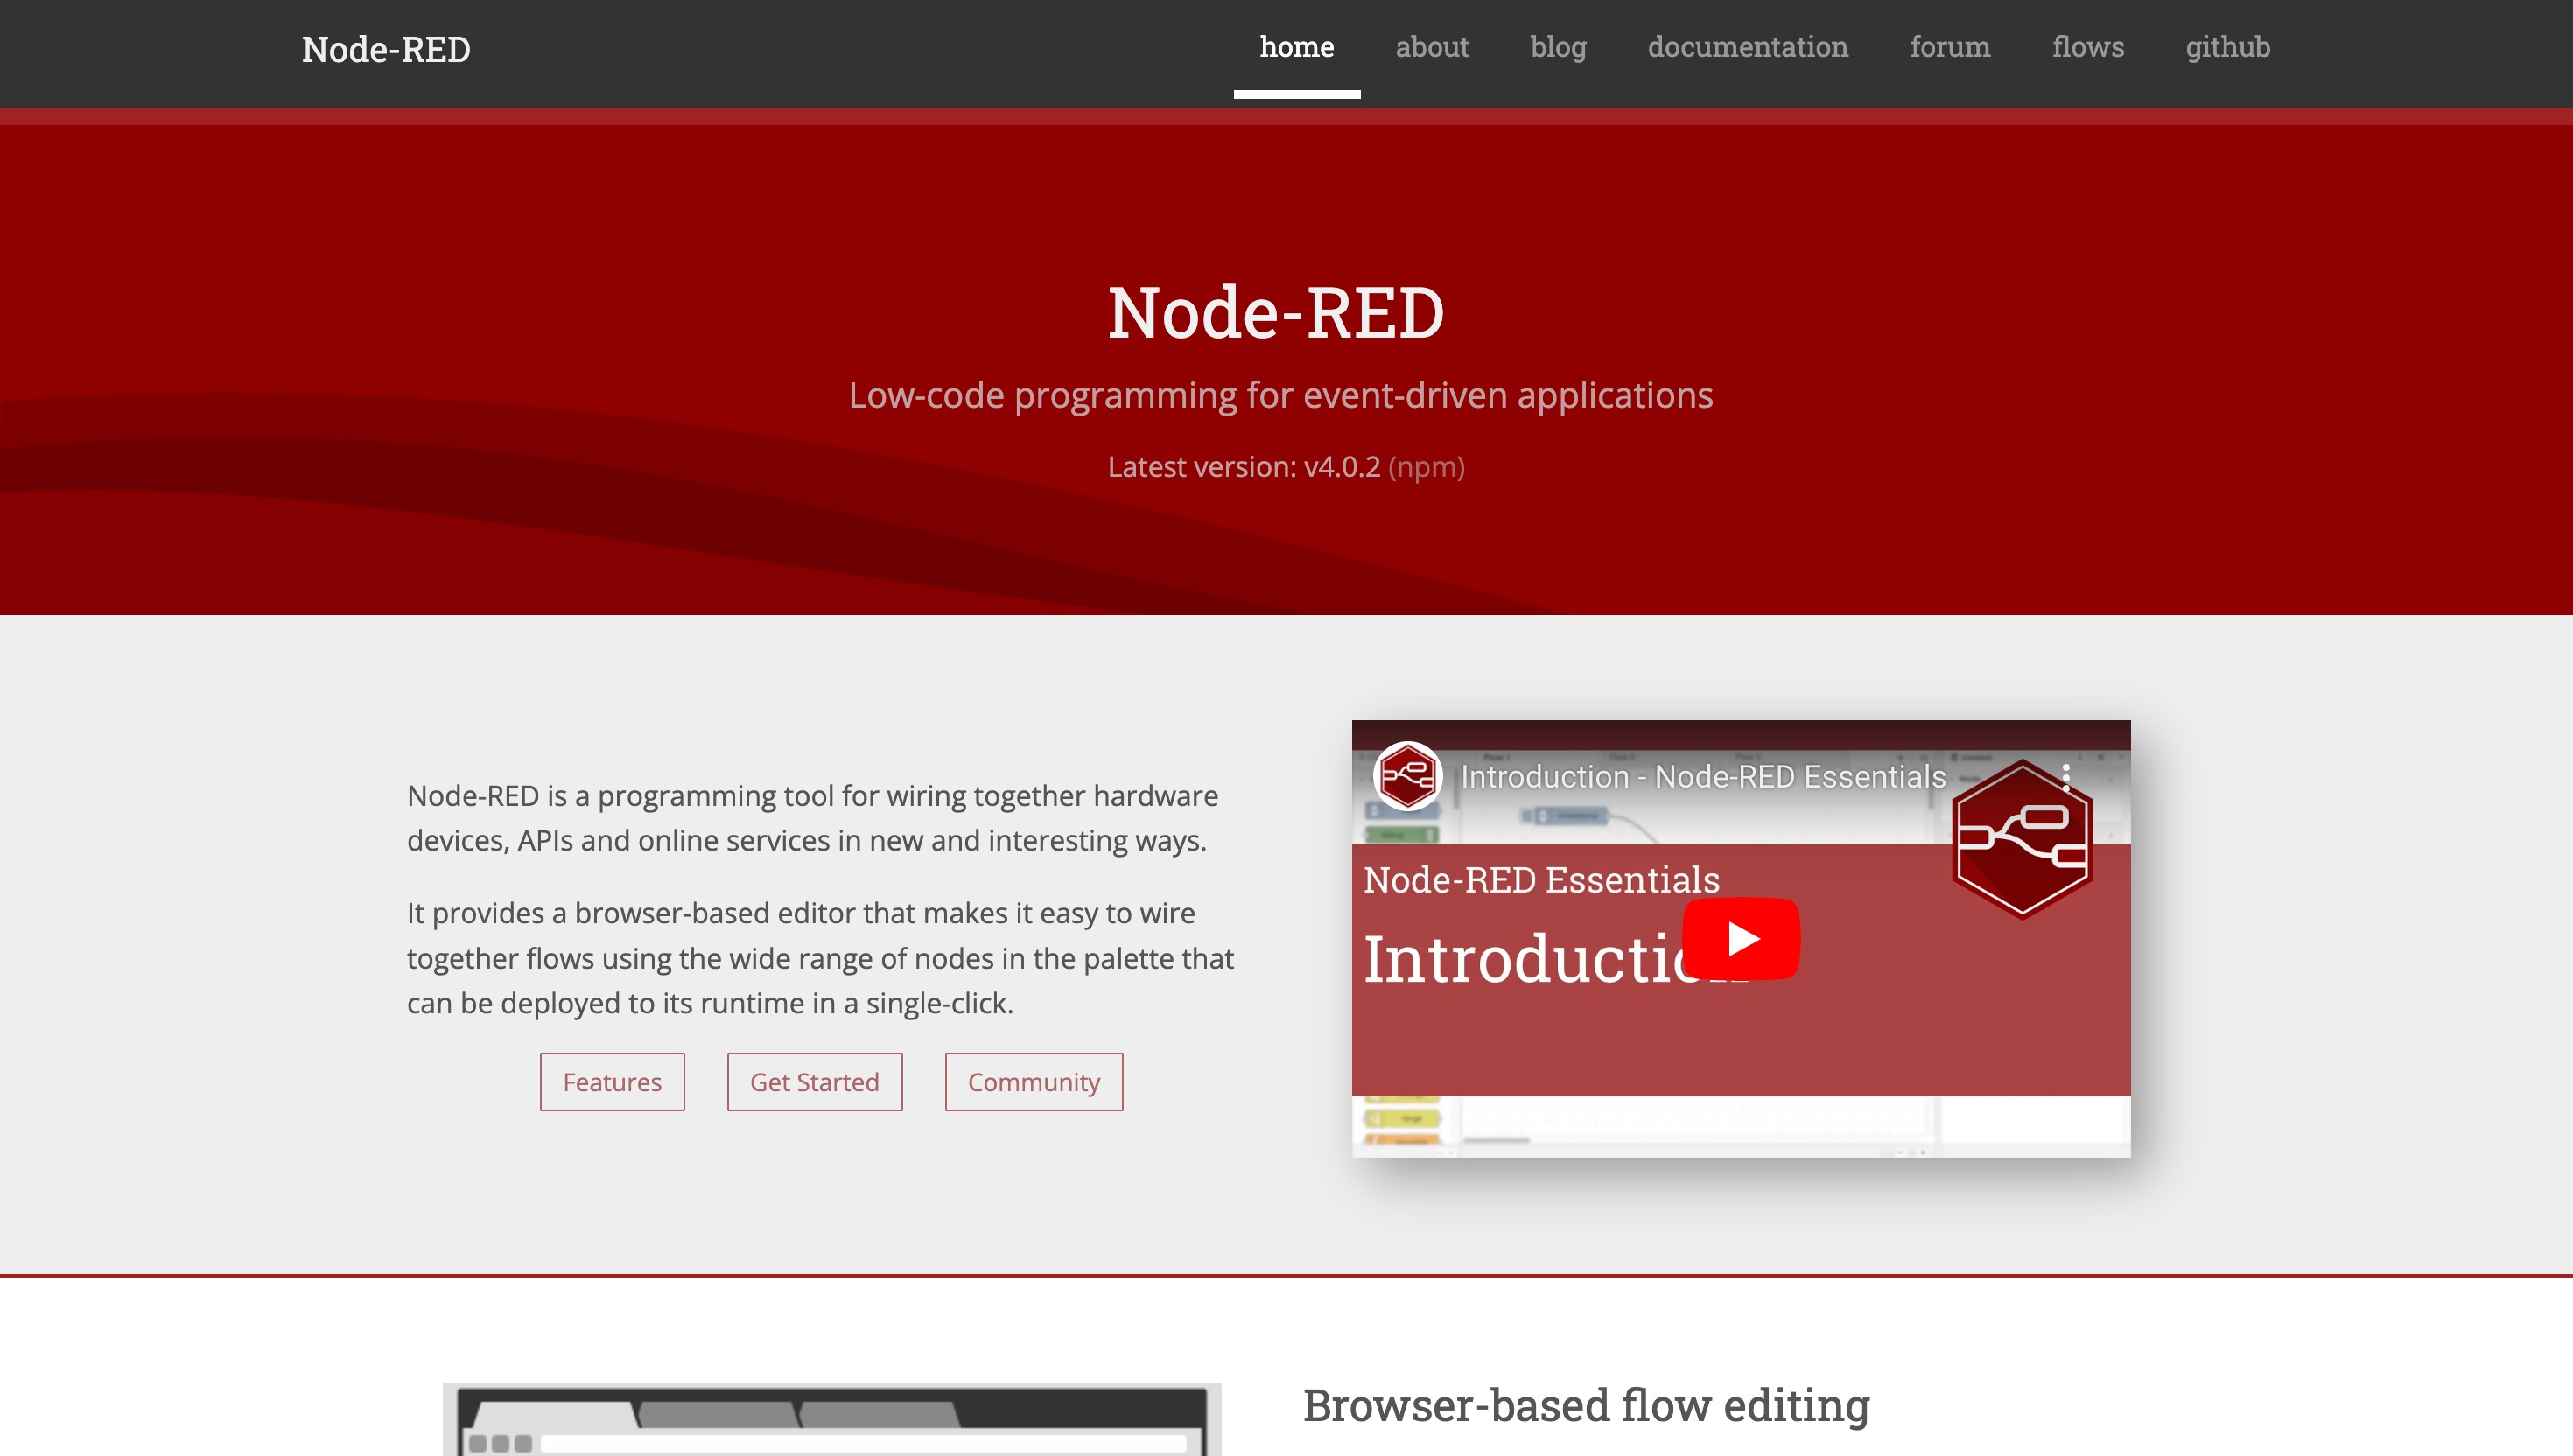 Node-RED
home
about
blog
documentation
forum
flows
github
Node-RED
Low-code programming for event-driven applications
Latest version: v4.0.2 (npm)
Node-RED is a programming tool for wiring together hardware
devices, APIs and online services in new and interesting ways.
It provides a browser-based editor that makes it easy to wire
together flows using the wide range of nodes in the palette that
can be deployed to its runtime in a single-click.
Features
Get Started
Community
Introduction - Node-RED Essentials
Node-RED Essentials
Introduction
Browser-based flow editing